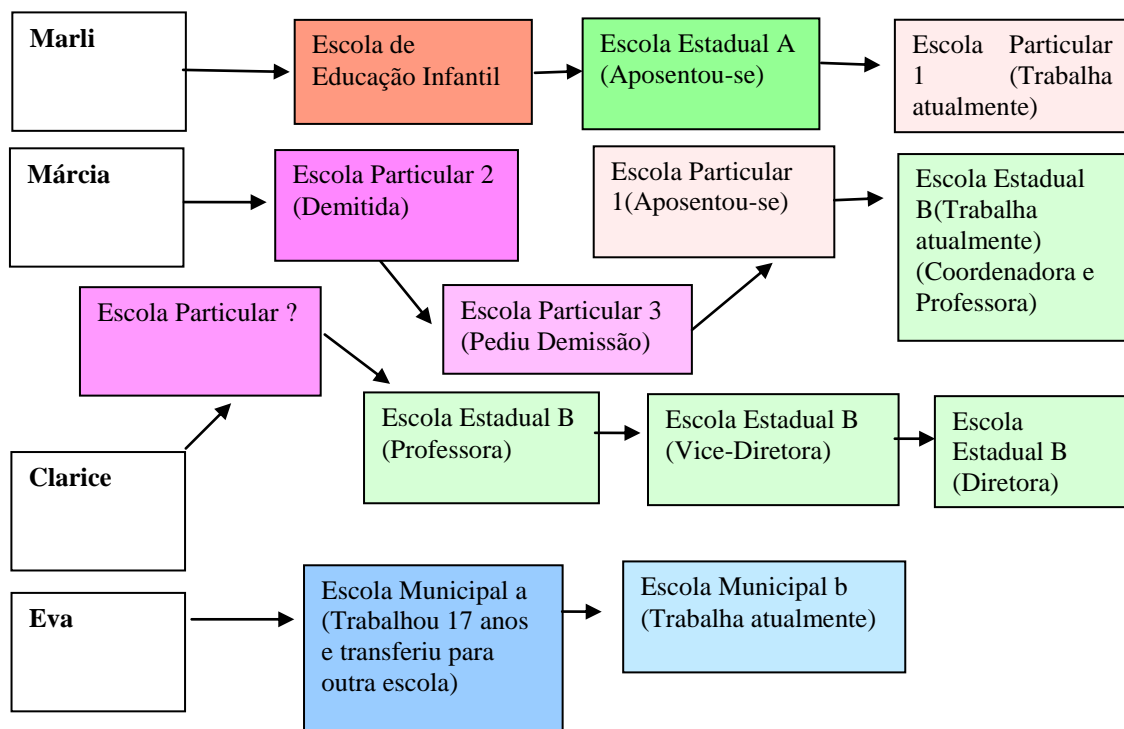 Marli
Escola de
Educação Infantil
Escola Estadual A
(Aposentou-se)
Escola Particular
1 (Trabalha
atualmente)
Márcia
Escola Particular 2
(Demitida)
Escola Particular
1(Aposentou-se)
Escola Estadual
B(Trabalha
atualmente)
(Coordenadora e
Professora)
Escola Particular 3
(Pediu Demissão)
Escola Particular ?
Clarice
Escola Estadual B
(Professora)
Escola Estadual B
(Vice-Diretora)
Escola
Estadual B
(Diretora)
Eva
Escola Municipal a
(Trabalhou 17 anos
e transferiu para
outra escola)
Escola Municipal b
(Trabalha atualmente)